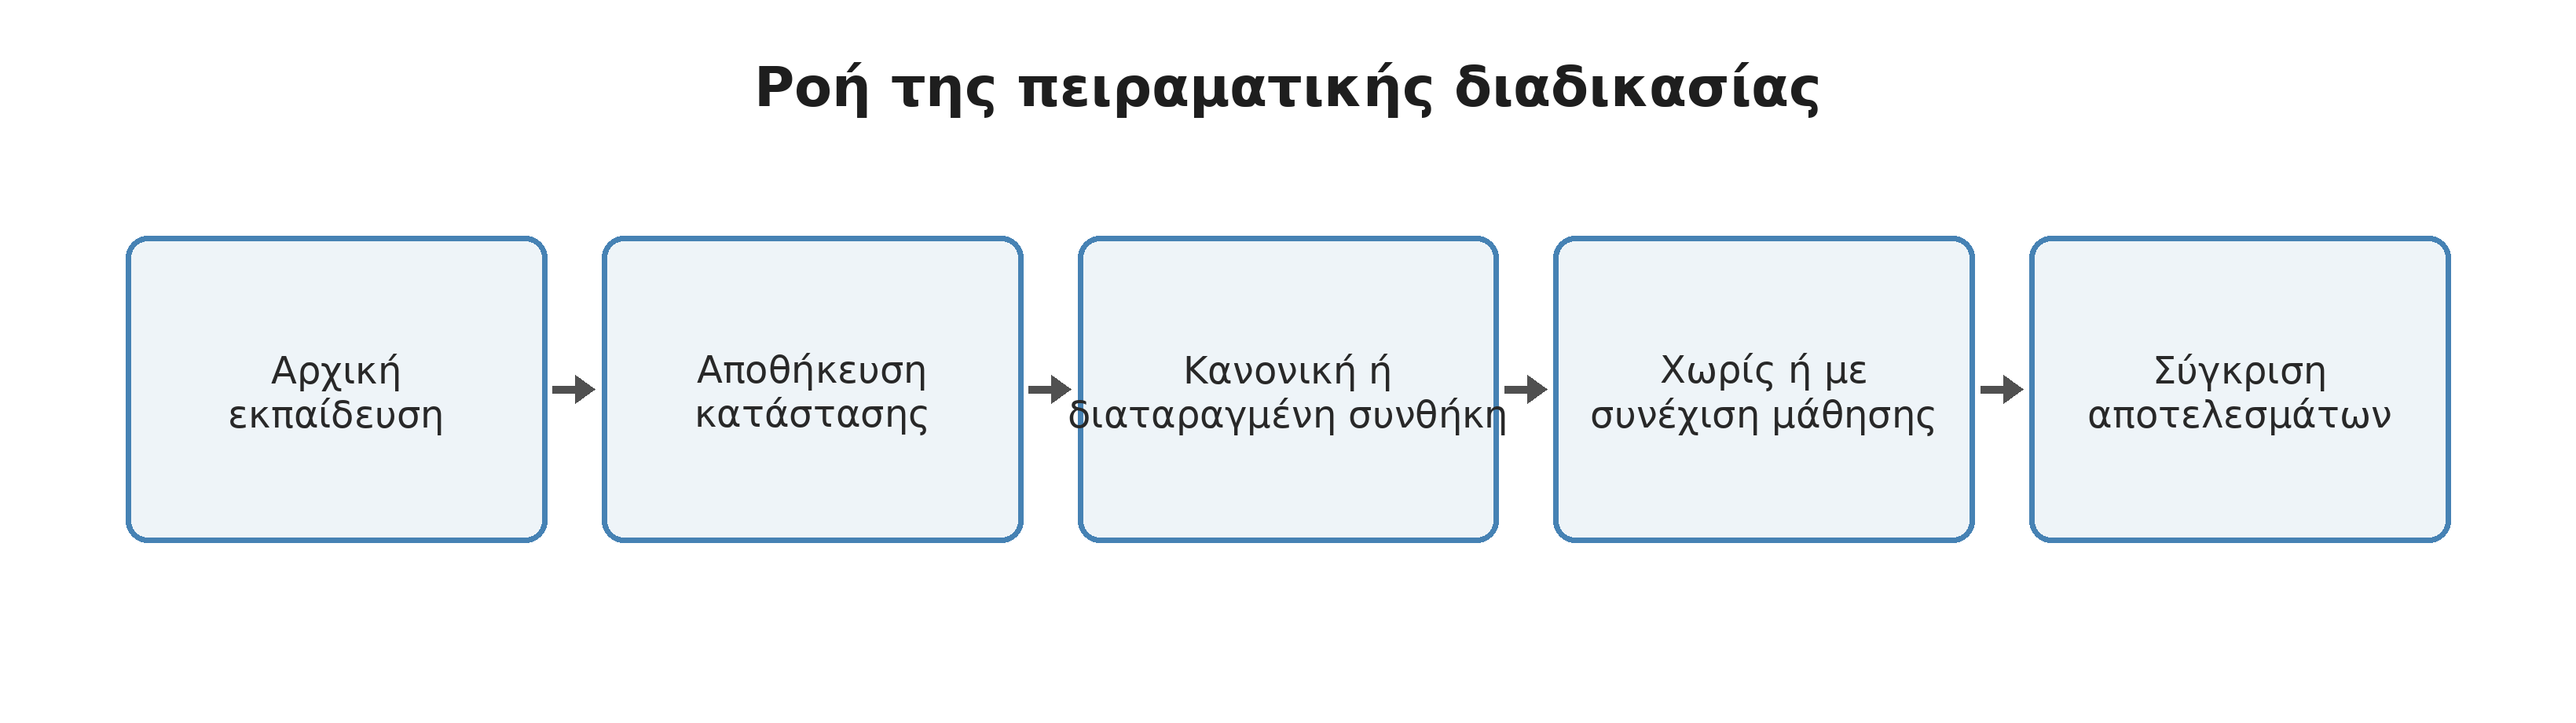 Ροή της πειραματικής διαδικασίας
Αρχική
εκπαίδευση
Αποθήκευση
κατάστασης
Κανονική ή
διαταραγμένη συνθήκη
Χωρίς ή με
συνέχιση μάθησης
Σύγκριση
αποτελεσμάτων